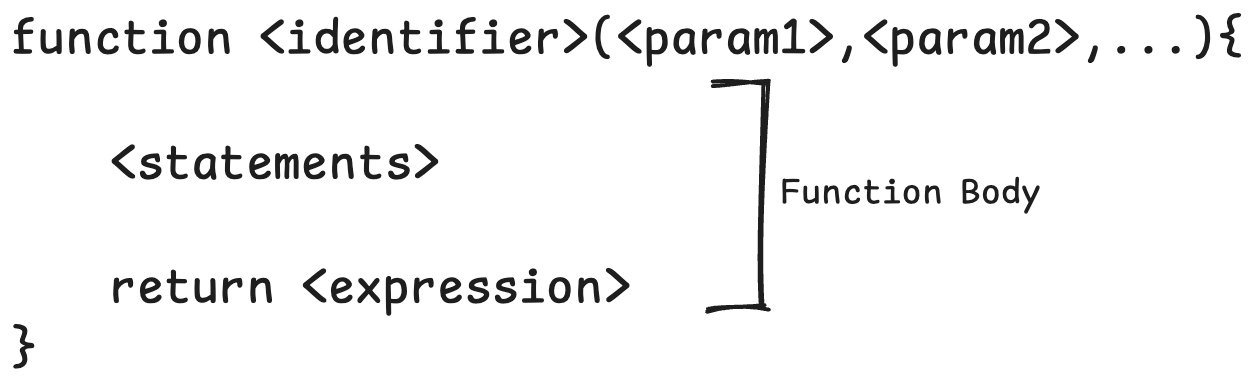 function <identifier>(<param1>,<param2>,...){
<statements>
Function Body
return <expression>
}